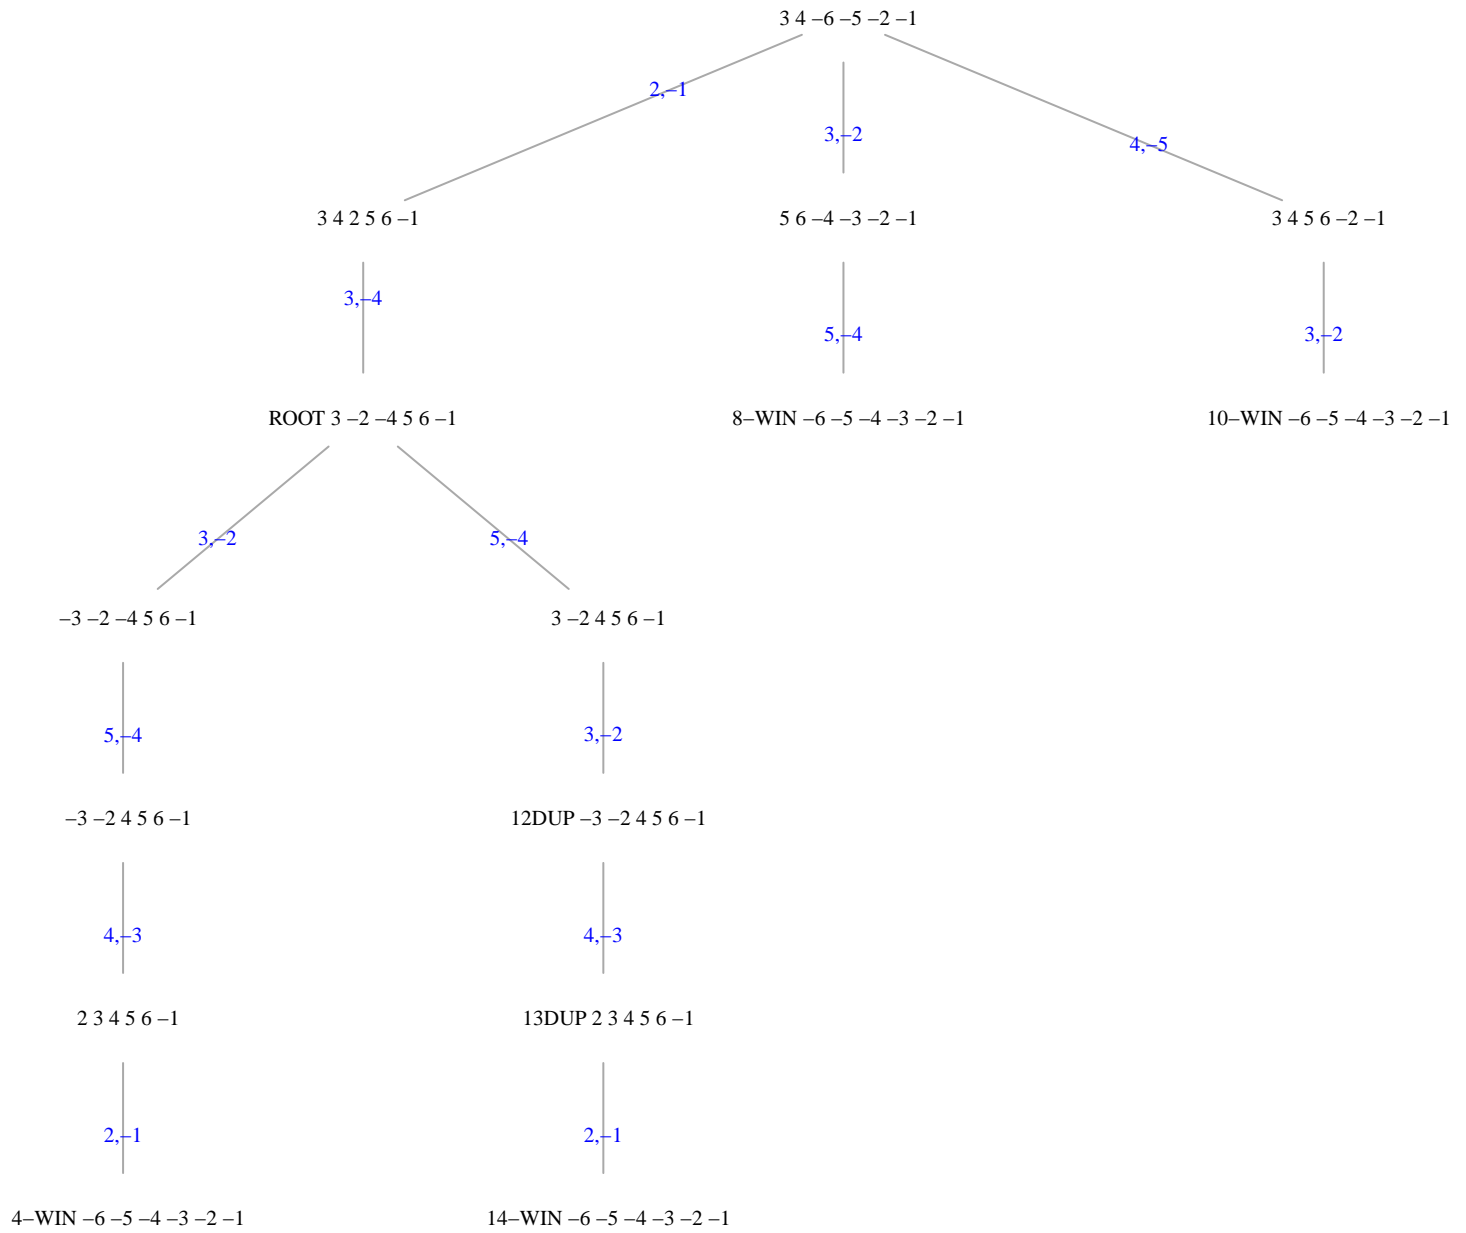 3 4 –6 –5 –2 –1
2,–1
3,–2
4,–5
3 4 2 5 6 –1
5 6 –4 –3 –2 –1
3 4 5 6 –2 –1
3,–4
5,–4
3,–2
ROOT 3 –2 –4 5 6 –1
8–WIN –6 –5 –4 –3 –2 –1
10–WIN –6 –5 –4 –3 –2 –1
3,–2
5,–4
–3 –2 –4 5 6 –1
3 –2 4 5 6 –1
5,–4
3,–2
–3 –2 4 5 6 –1
12DUP –3 –2 4 5 6 –1
4,–3
4,–3
2 3 4 5 6 –1
13DUP 2 3 4 5 6 –1
2,–1
2,–1
4–WIN –6 –5 –4 –3 –2 –1
14–WIN –6 –5 –4 –3 –2 –1